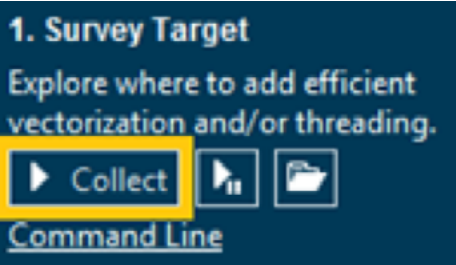 1. Survey Target
Explore where to add efficient
vectorization and/or threading.
Collect
Command Line